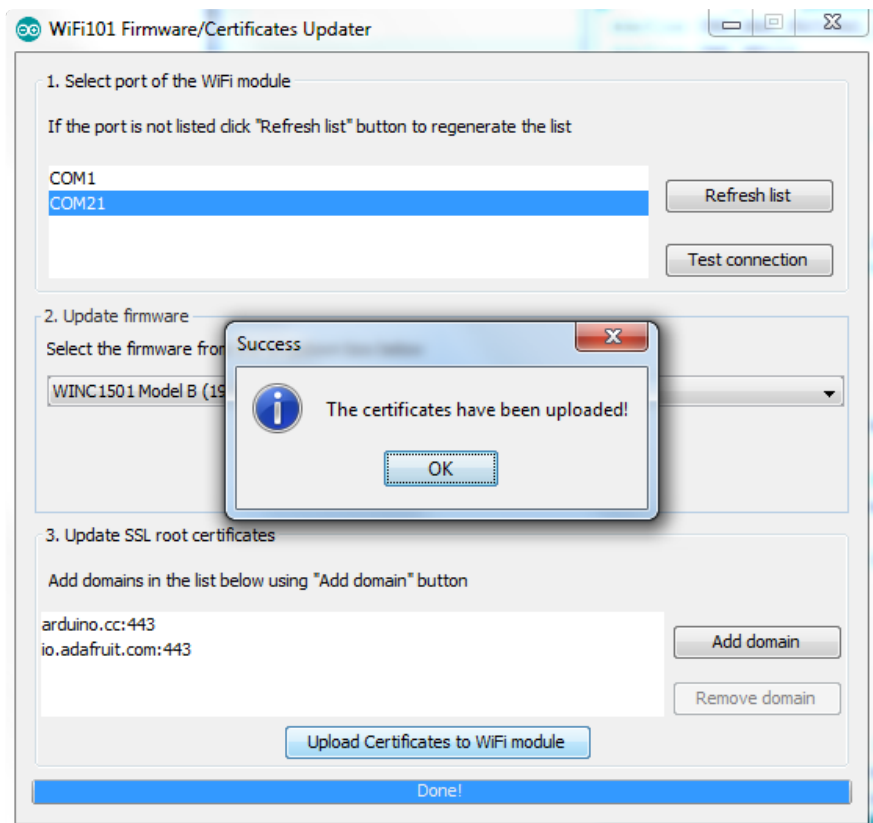 WiFi101 Firmware/Certificates Updater
1. Select port of the WiFi module
If the port is not listed click "Refresh list" button to regenerate the list
COM1
COM21
Refresh list
Test connection
2. Update firmware
Select the firmware from
WINC1501 Model B (19
Success
The certificates have been uploaded!
OK
3. Update SSL root certificates
Add domains in the list below using "Add domain" button
arduino.cc:443
io.adafruit.com:443
Add domain
Remove domain
Upload Certificates to WiFi module
Done!